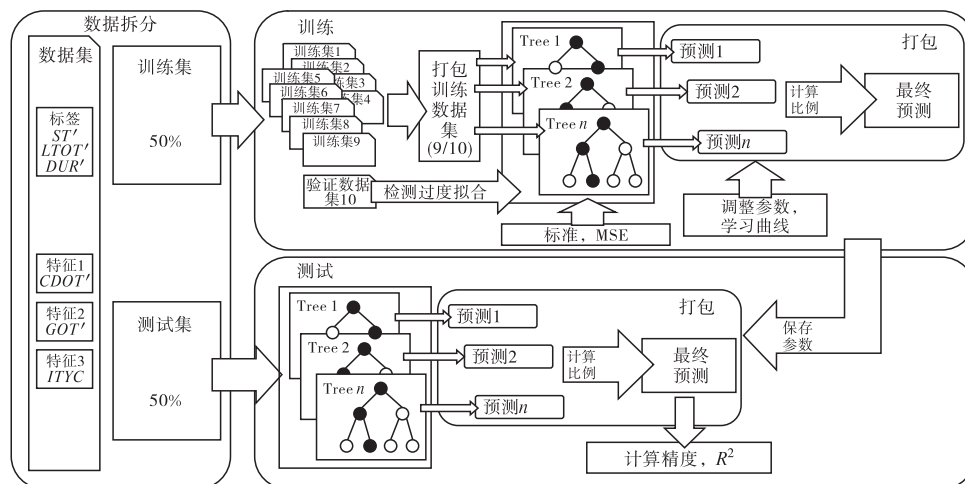 数据拆分
数据集
标签
ST′
LTOT′
DUR′
特征1
CDOT′
特征2
GOT′
特征3
ITYC
训练集
50%
测试集
50%
训练
训练集1
训练集2
训练集3
训练集4
训练集5
训练集6
训练集7
训练集8
训练集9
验证数据
集10
检测过度拟合
打包
训练
数据
集
(9/10)
Tree 1
Tree 2
Tree n
标准，MSE
预测1
预测2
预测n
打包
计算
比例
最终
预测
调整参数，
学习曲线
测试
Tree 1
Tree 2
Tree n
预测1
预测2
预测n
打包
计算
比例
最终
预测
保存
参数
计算精度，R²